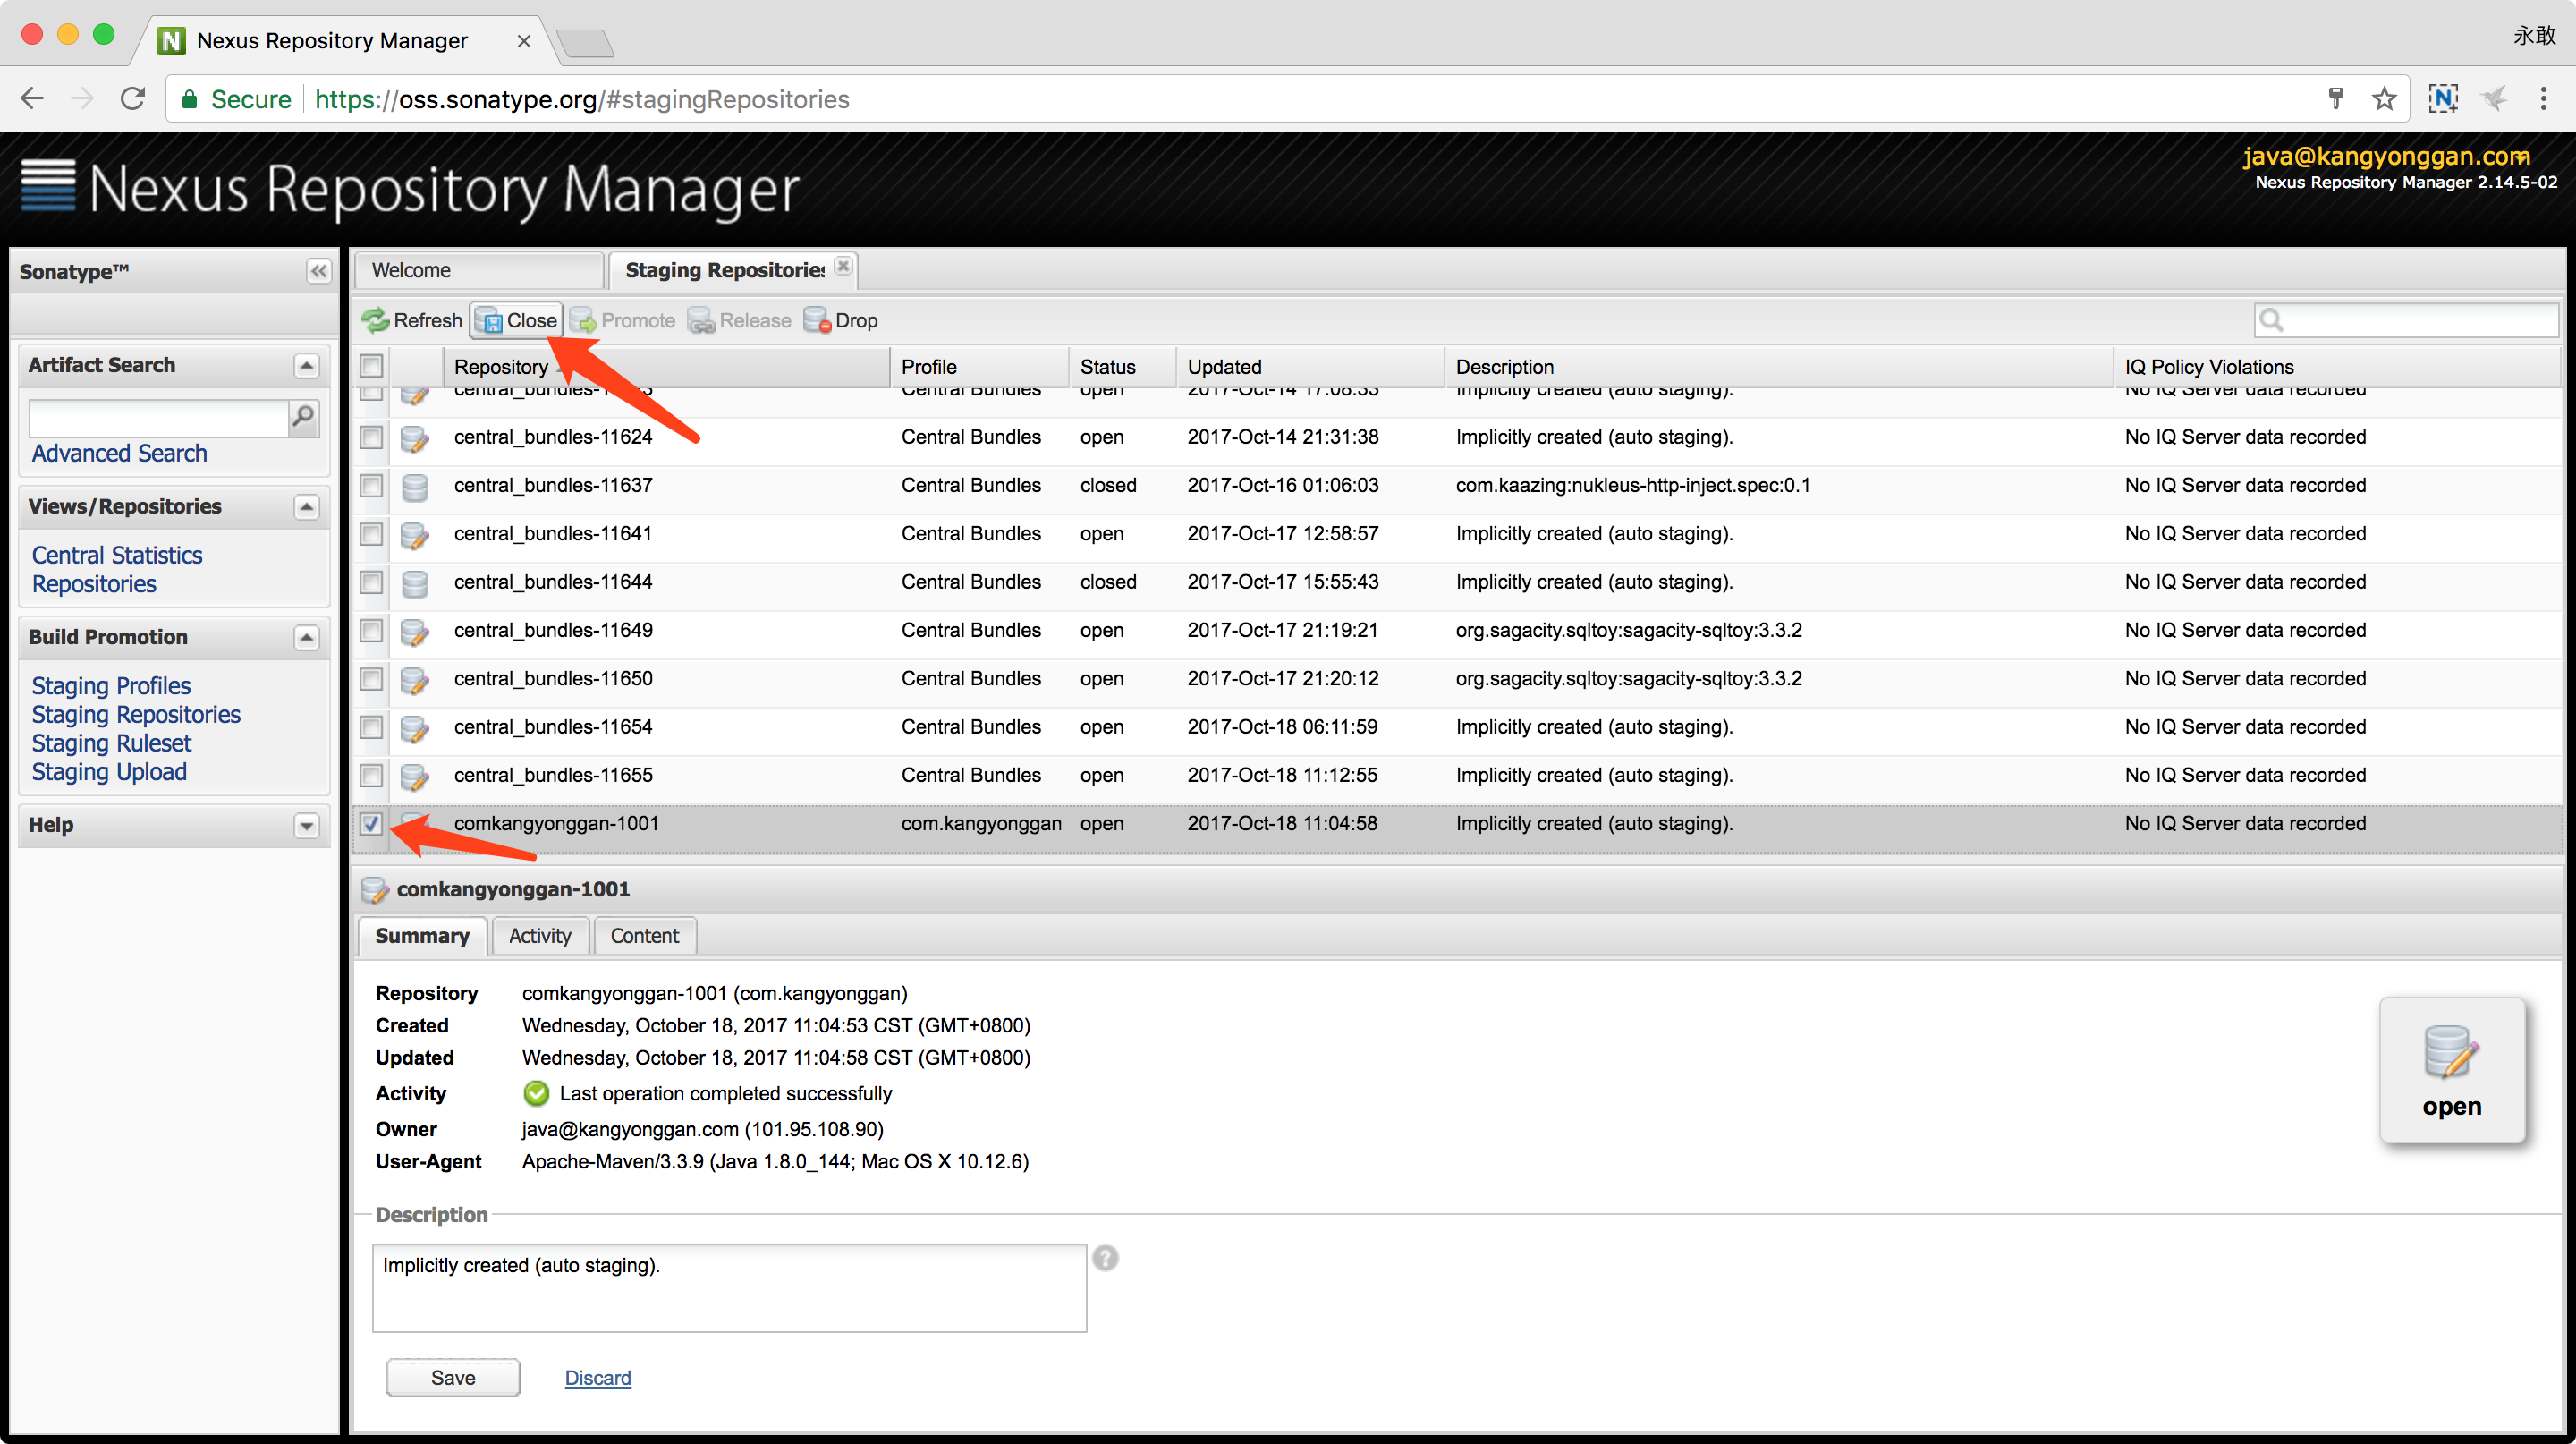 Nexus Repository Manager
永敢
Secure https://oss.sonatype.org/#stagingRepositories
Nexus Repository Manager
java@kangyonggan.com
Nexus Repository Manager 2.14.5-02
Sonatype™
Welcome
Staging Repositories
Refresh Close Promote Release Drop
Artifact Search
Advanced Search
Views/Repositories
Central Statistics
Repositories
Build Promotion
Staging Profiles
Staging Repositories
Staging Ruleset
Staging Upload
Help
Repository Profile Status Updated Description IQ Policy Violations
Central Bundles open 2017-Oct-14 17:08:33 Implicitly created (auto staging). No IQ Server data recorded
central_bundles-11624 Central Bundles open 2017-Oct-14 21:31:38 Implicitly created (auto staging). No IQ Server data recorded
central_bundles-11637 Central Bundles closed 2017-Oct-16 01:06:03 com.kaazing:nukleus-http-inject.spec:0.1 No IQ Server data recorded
central_bundles-11641 Central Bundles open 2017-Oct-17 12:58:57 Implicitly created (auto staging). No IQ Server data recorded
central_bundles-11644 Central Bundles closed 2017-Oct-17 15:55:43 Implicitly created (auto staging). No IQ Server data recorded
central_bundles-11649 Central Bundles open 2017-Oct-17 21:19:21 org.sagacity.sqltoy:sagacity-sqltoy:3.3.2 No IQ Server data recorded
central_bundles-11650 Central Bundles open 2017-Oct-17 21:20:12 org.sagacity.sqltoy:sagacity-sqltoy:3.3.2 No IQ Server data recorded
central_bundles-11654 Central Bundles open 2017-Oct-18 06:11:59 Implicitly created (auto staging). No IQ Server data recorded
central_bundles-11655 Central Bundles open 2017-Oct-18 11:12:55 Implicitly created (auto staging). No IQ Server data recorded
comkangyonggan-1001 com.kangyonggan open 2017-Oct-18 11:04:58 Implicitly created (auto staging). No IQ Server data recorded
comkangyonggan-1001
Summary Activity Content
Repository comkangyonggan-1001 (com.kangyonggan)
Created Wednesday, October 18, 2017 11:04:53 CST (GMT+0800)
Updated Wednesday, October 18, 2017 11:04:58 CST (GMT+0800)
Activity Last operation completed successfully
Owner java@kangyonggan.com (101.95.108.90)
User-Agent Apache-Maven/3.3.9 (Java 1.8.0_144; Mac OS X 10.12.6)
open
Description
Implicitly created (auto staging).
Save Discard